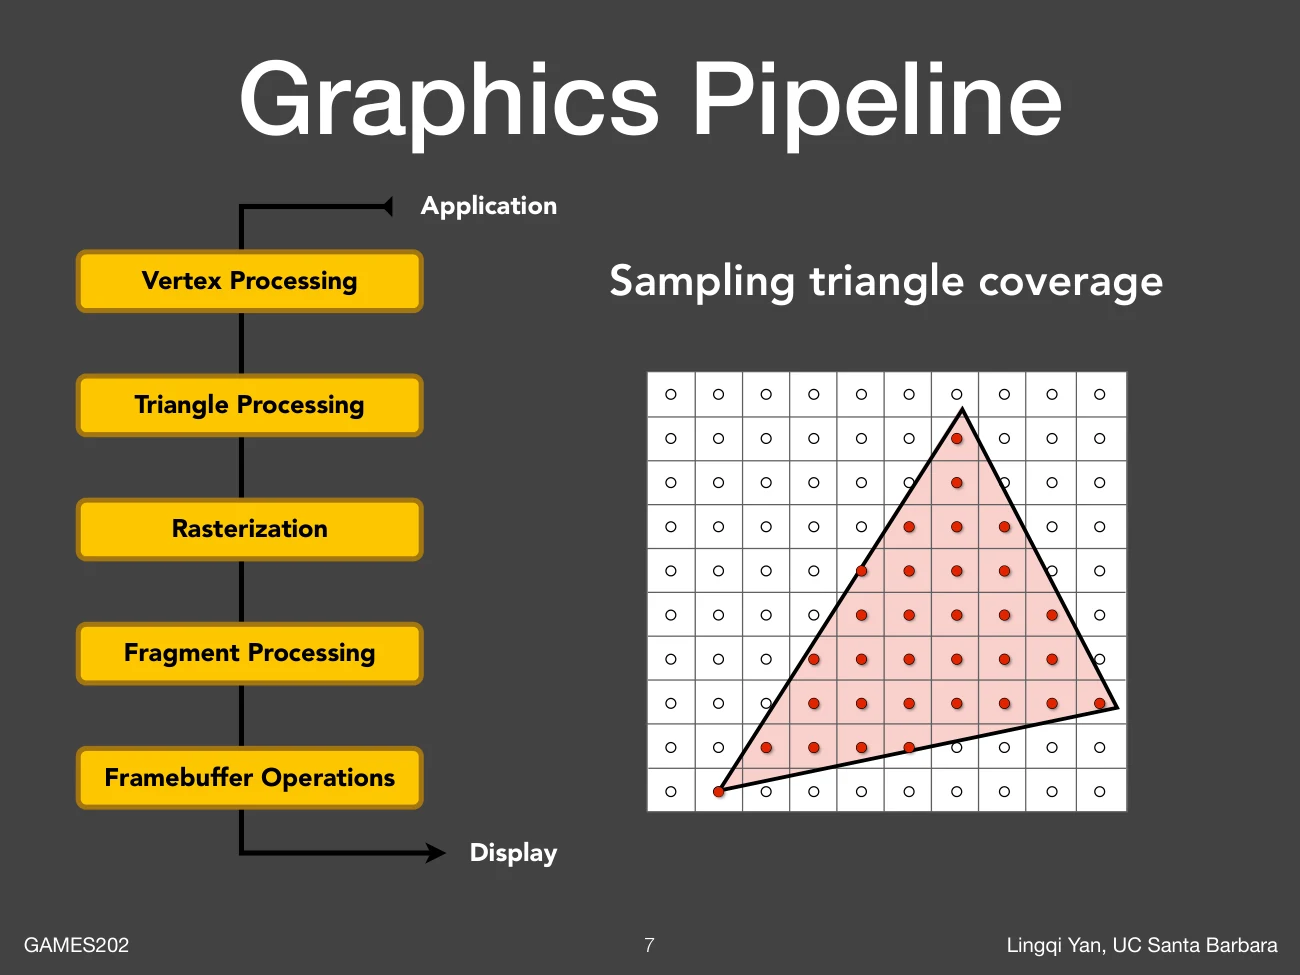 Graphics Pipeline
Application
Vertex Processing
Triangle Processing
Rasterization
Fragment Processing
Framebuffer Operations
Display
Sampling triangle coverage
GAMES202
7
Lingqi Yan, UC Santa Barbara